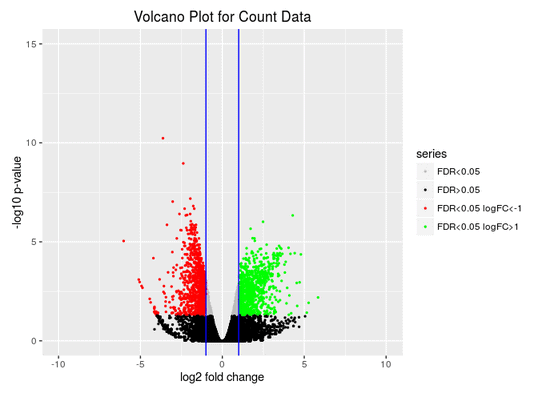 Volcano Plot for Count Data
15
10
5
0
-log10 p-value
-10
-5
0
5
10
log2 fold change
series
FDR<0.05
FDR>0.05
FDR<0.05 logFC<-1
FDR<0.05 logFC>1